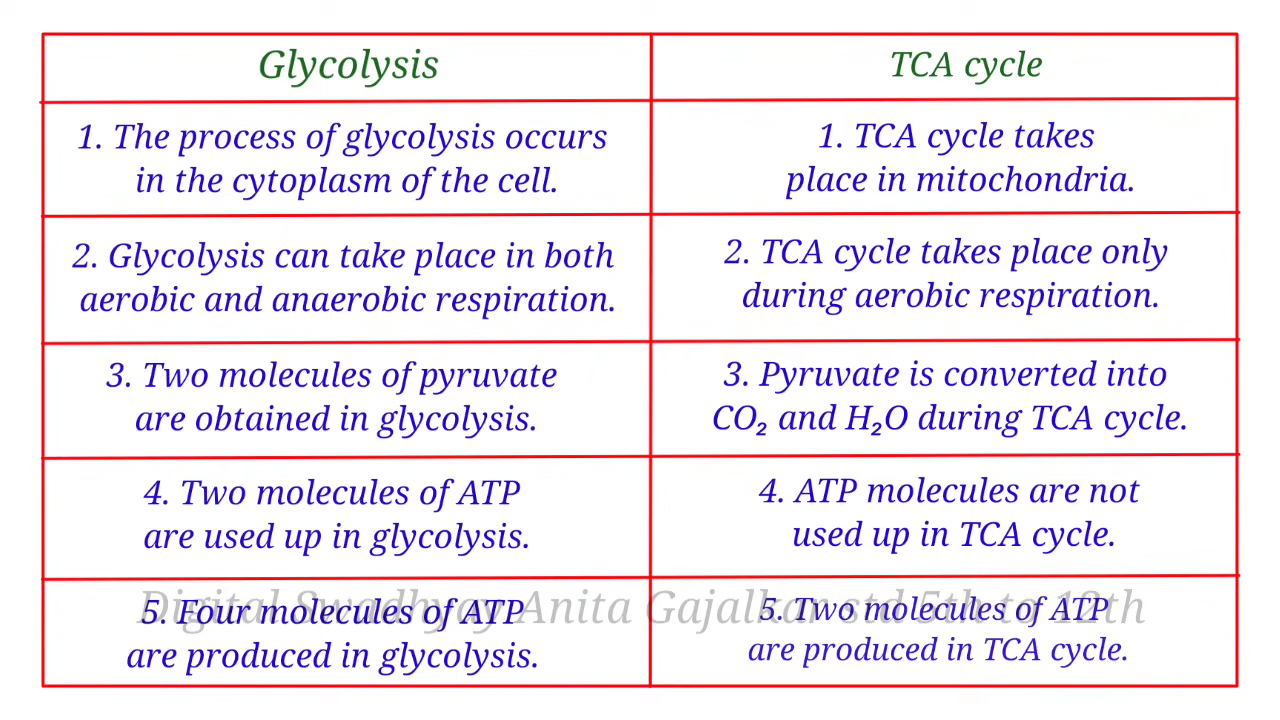 Glycolysis
TCA cycle
1. The process of glycolysis occurs
in the cytoplasm of the cell.
1. TCA cycle takes
place in mitochondria.
2. Glycolysis can take place in both
aerobic and anaerobic respiration.
2. TCA cycle takes place only
during aerobic respiration.
3. Two molecules of pyruvate
are obtained in glycolysis.
3. Pyruvate is converted into
CO₂ and H₂O during TCA cycle.
4. Two molecules of ATP
are used up in glycolysis.
4. ATP molecules are not
used up in TCA cycle.
5. Four molecules of ATP
are produced in glycolysis.
5. Two molecules of ATP
are produced in TCA cycle.
Digital Swadhyay Anita Gajalkar std 5th to 12th